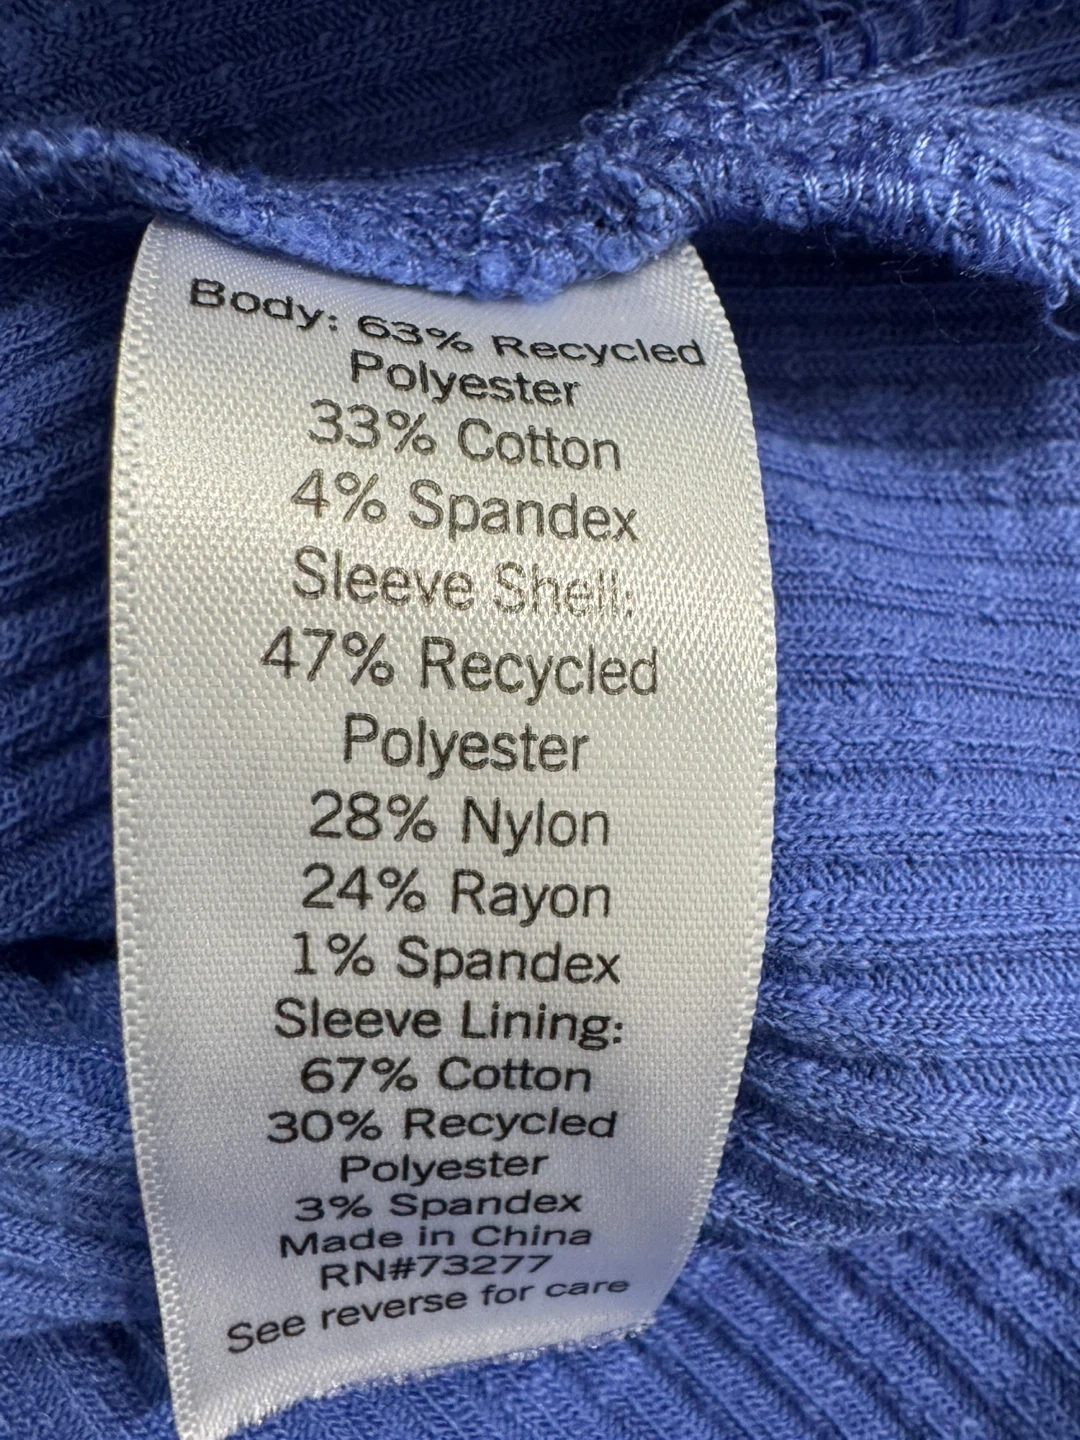 Body: 63% Recycled
Polyester
33% Cotton
4% Spandex
Sleeve Shell:
47% Recycled
Polyester
28% Nylon
24% Rayon
1% Spandex
Sleeve Lining:
67% Cotton
30% Recycled
Polyester
3% Spandex
Made in China
RN#73277
See reverse for care